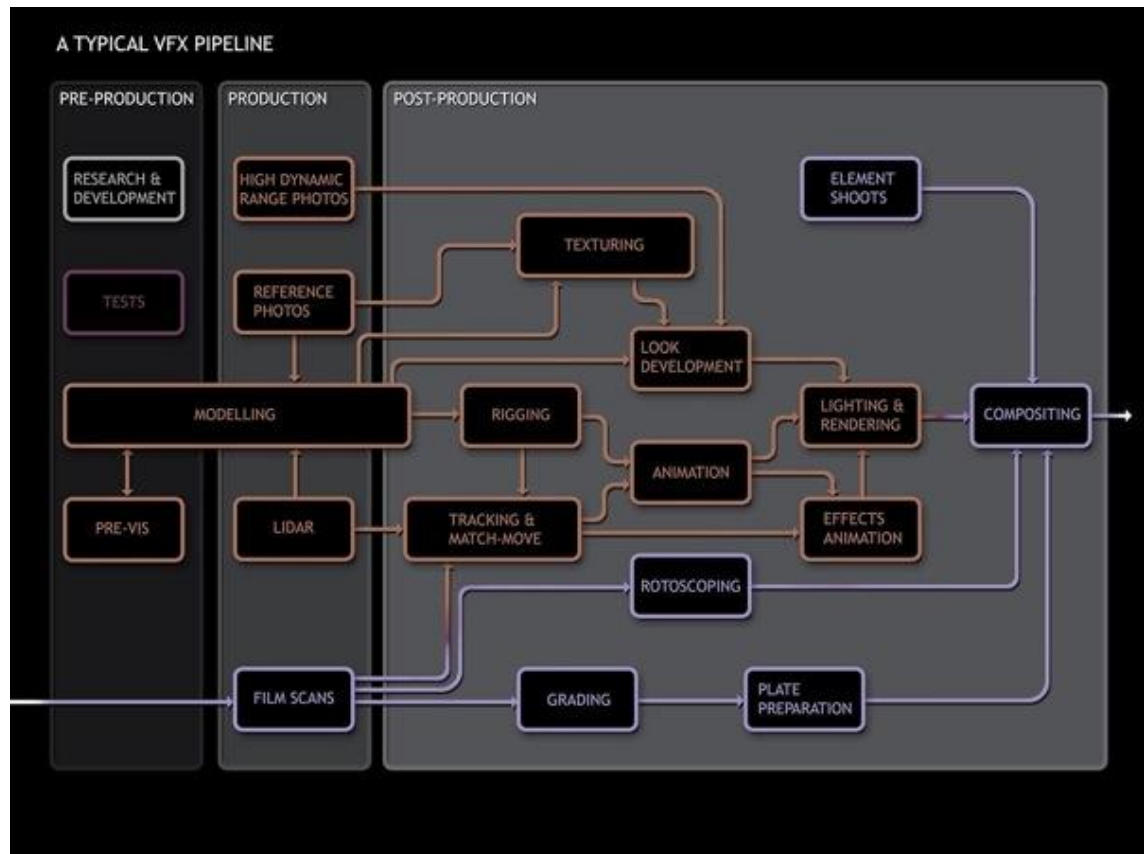 A TYPICAL VFX PIPELINE
PRE-PRODUCTION
PRODUCTION
POST-PRODUCTION
RESEARCH &
DEVELOPMENT
HIGH DYNAMIC
RANGE PHOTOS
ELEMENT
SHOOTS
TEXTURING
TESTS
REFERENCE
PHOTOS
LOOK
DEVELOPMENT
MODELLING
RIGGING
LIGHTING &
RENDERING
COMPOSITING
ANIMATION
PRE-VIS
LIDAR
TRACKING &
MATCH-MOVE
EFFECTS
ANIMATION
ROTOSCOPING
FILM SCANS
GRADING
PLATE
PREPARATION